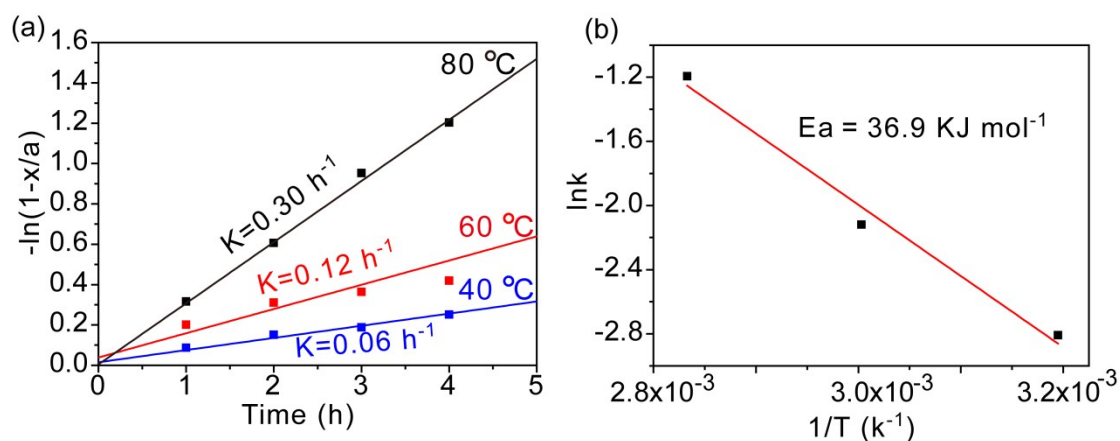 (a)
-ln(1-x/a)
1.6
1.4
1.2
1.0
0.8
0.6
0.4
0.2
0.0
80 °C
K=0.30 h⁻¹
60 °C
K=0.12 h⁻¹
40 °C
K=0.06 h⁻¹
0 1 2 3 4 5
Time (h)
(b)
lnk
-1.2
-1.6
-2.0
-2.4
-2.8
Ea = 36.9 KJ mol⁻¹
2.8x10⁻³ 3.0x10⁻³ 3.2x10⁻³
1/T (k⁻¹)